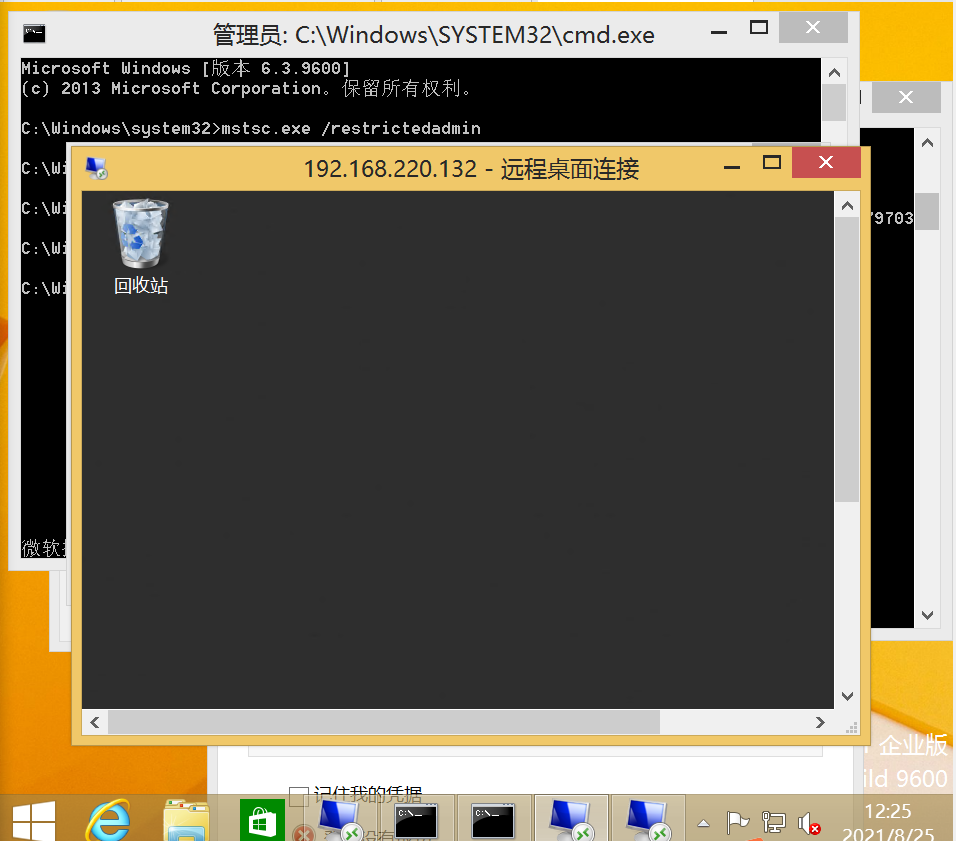 管理员: C:\Windows\SYSTEM32\cmd.exe
Microsoft Windows [版本 6.3.9600]
(c) 2013 Microsoft Corporation。保留所有权利。
C:\Windows\system32>mstsc.exe /restrictedadmin
C:\Wi
C:\Wi
C:\Wi
C:\Wi
微软
192.168.220.132 - 远程桌面连接
回收站
79703
企业版
ild 9600
记住我的凭据
12:25
2021/8/25